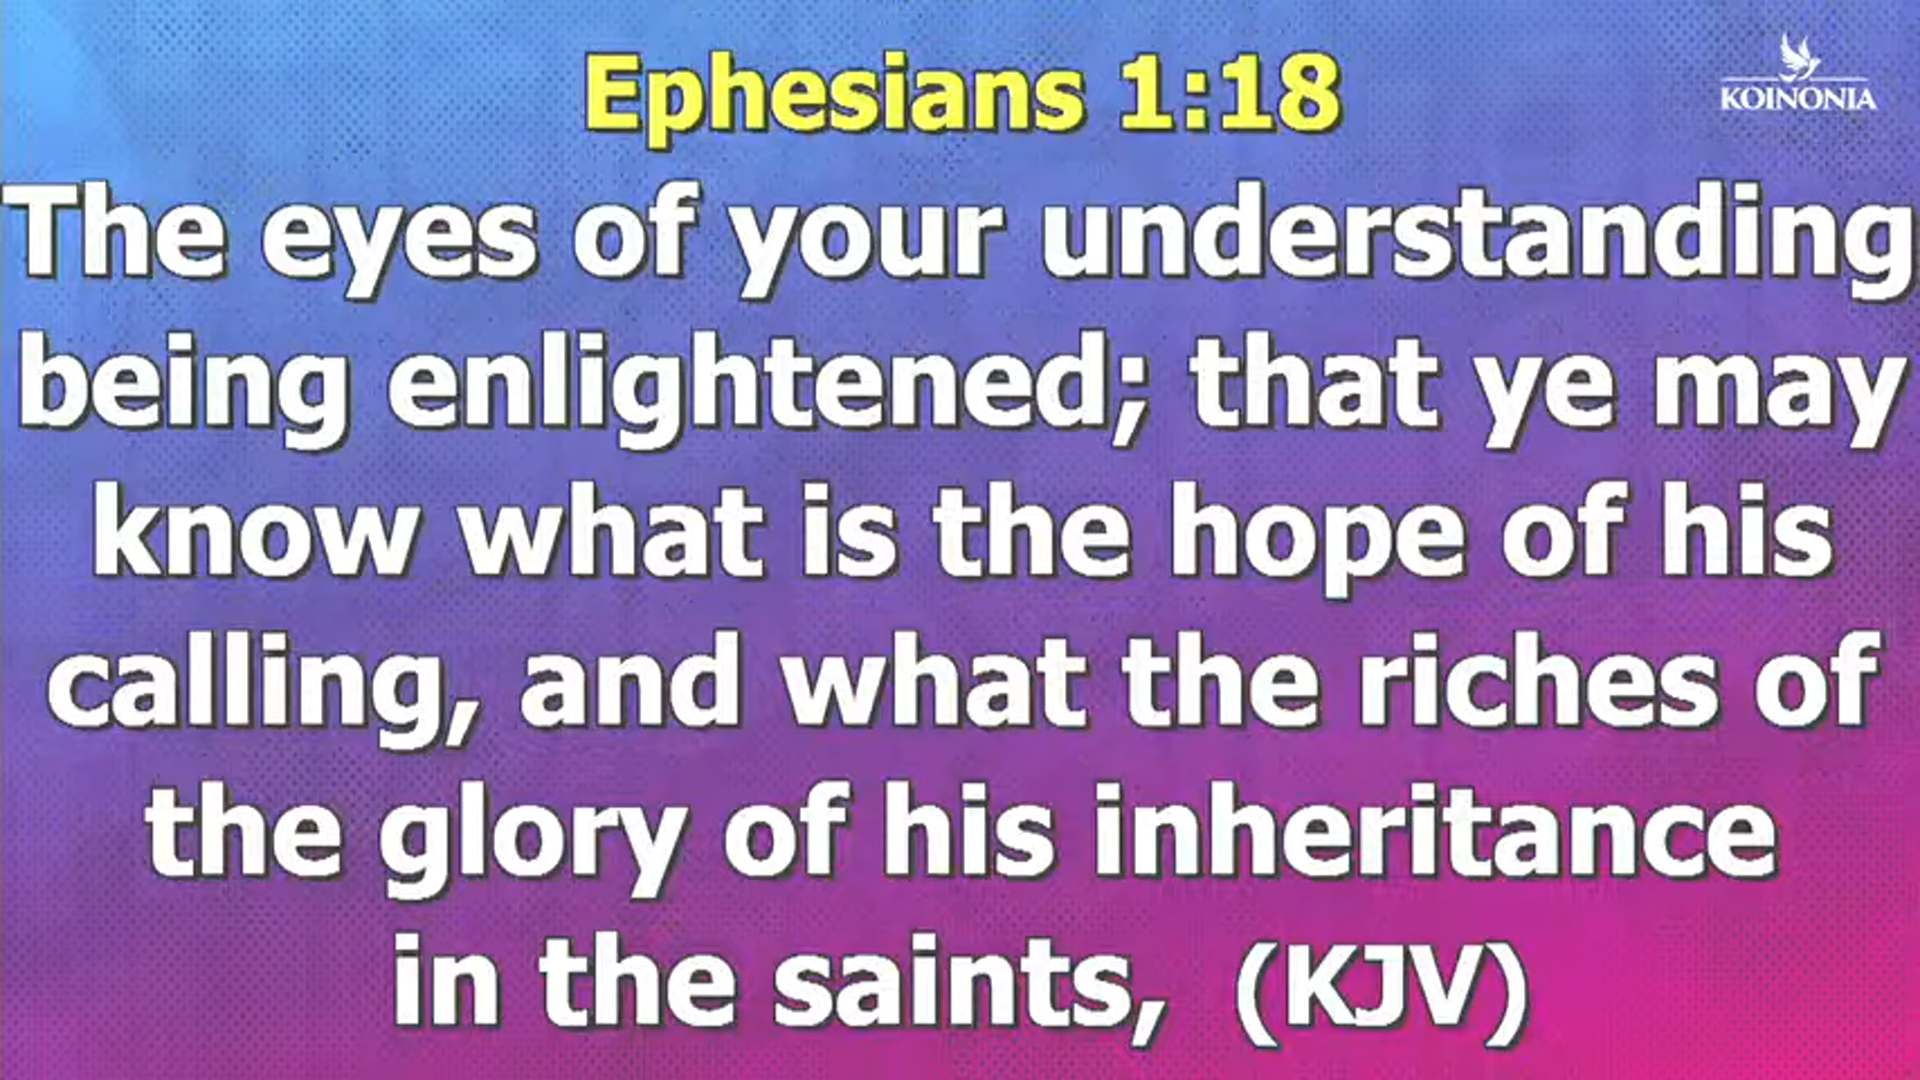 Ephesians 1:18
KOINONIA
The eyes of your understanding
being enlightened; that ye may
know what is the hope of his
calling, and what the riches of
the glory of his inheritance
in the saints, (KJV)